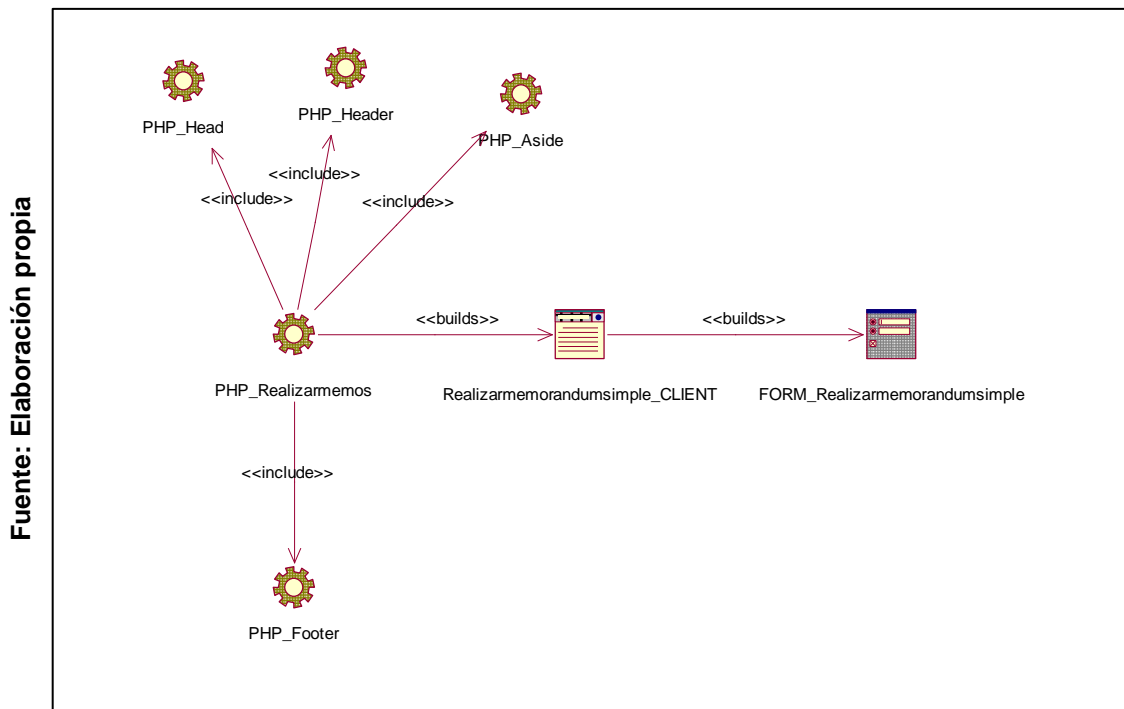 Fuente: Elaboración propia
PHP_Head
PHP_Header
PHP_Aside
<<include>>
<<include>>
<<include>>
PHP_Realizarmemos
<<builds>>
Realizarmemorandumsimple_CLIENT
<<builds>>
FORM_Realizarmemorandumsimple
<<include>>
PHP_Footer